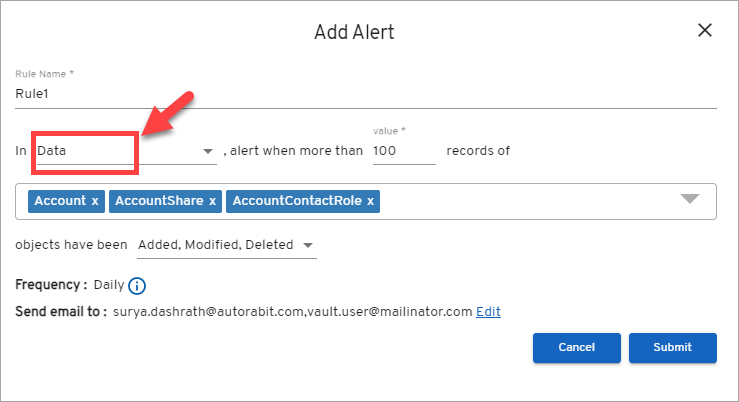 Add Alert
Rule Name *
Rule1
value *
In Data , alert when more than 100 records of
Account x AccountShare x AccountContactRole x
objects have been Added, Modified, Deleted
Frequency : Daily
Send email to : surya.dashrath@autorabit.com,vault.user@mailinator.com Edit
Cancel Submit